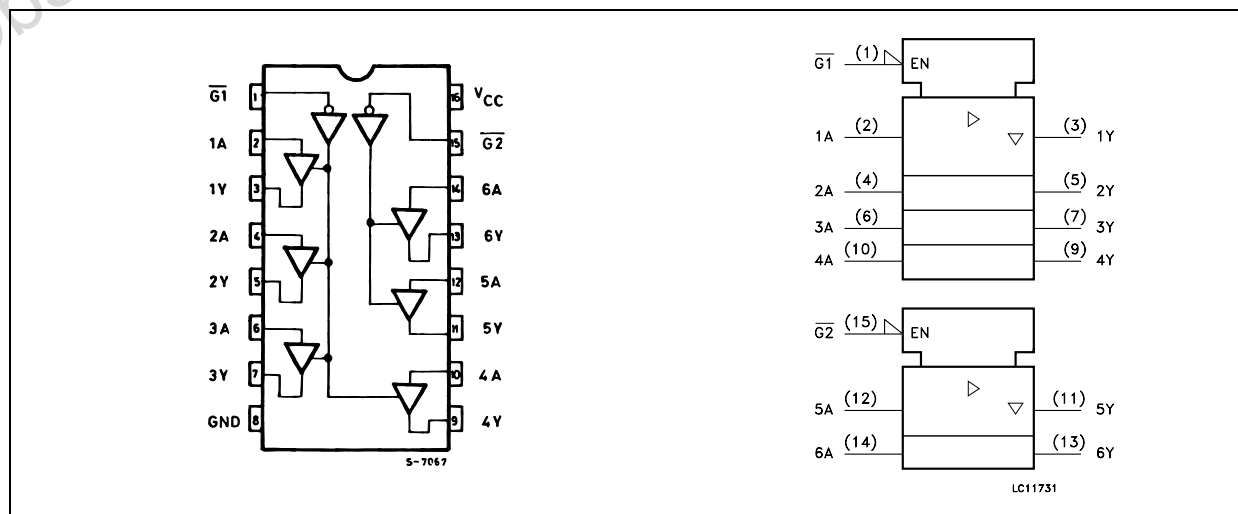 G1 1 16 VCC
1A 2 15 G2
1Y 3 14 6A
2A 4 13 6Y
2Y 5 12 5A
3A 6 11 5Y
3Y 7 10 4A
GND 8 9 4Y
S-7067
G1 (1) EN
1A (2) (3) 1Y
2A (4) (5) 2Y
3A (6) (7) 3Y
4A (10) (9) 4Y
G2 (15) EN
5A (12) (11) 5Y
6A (14) (13) 6Y
LC11731